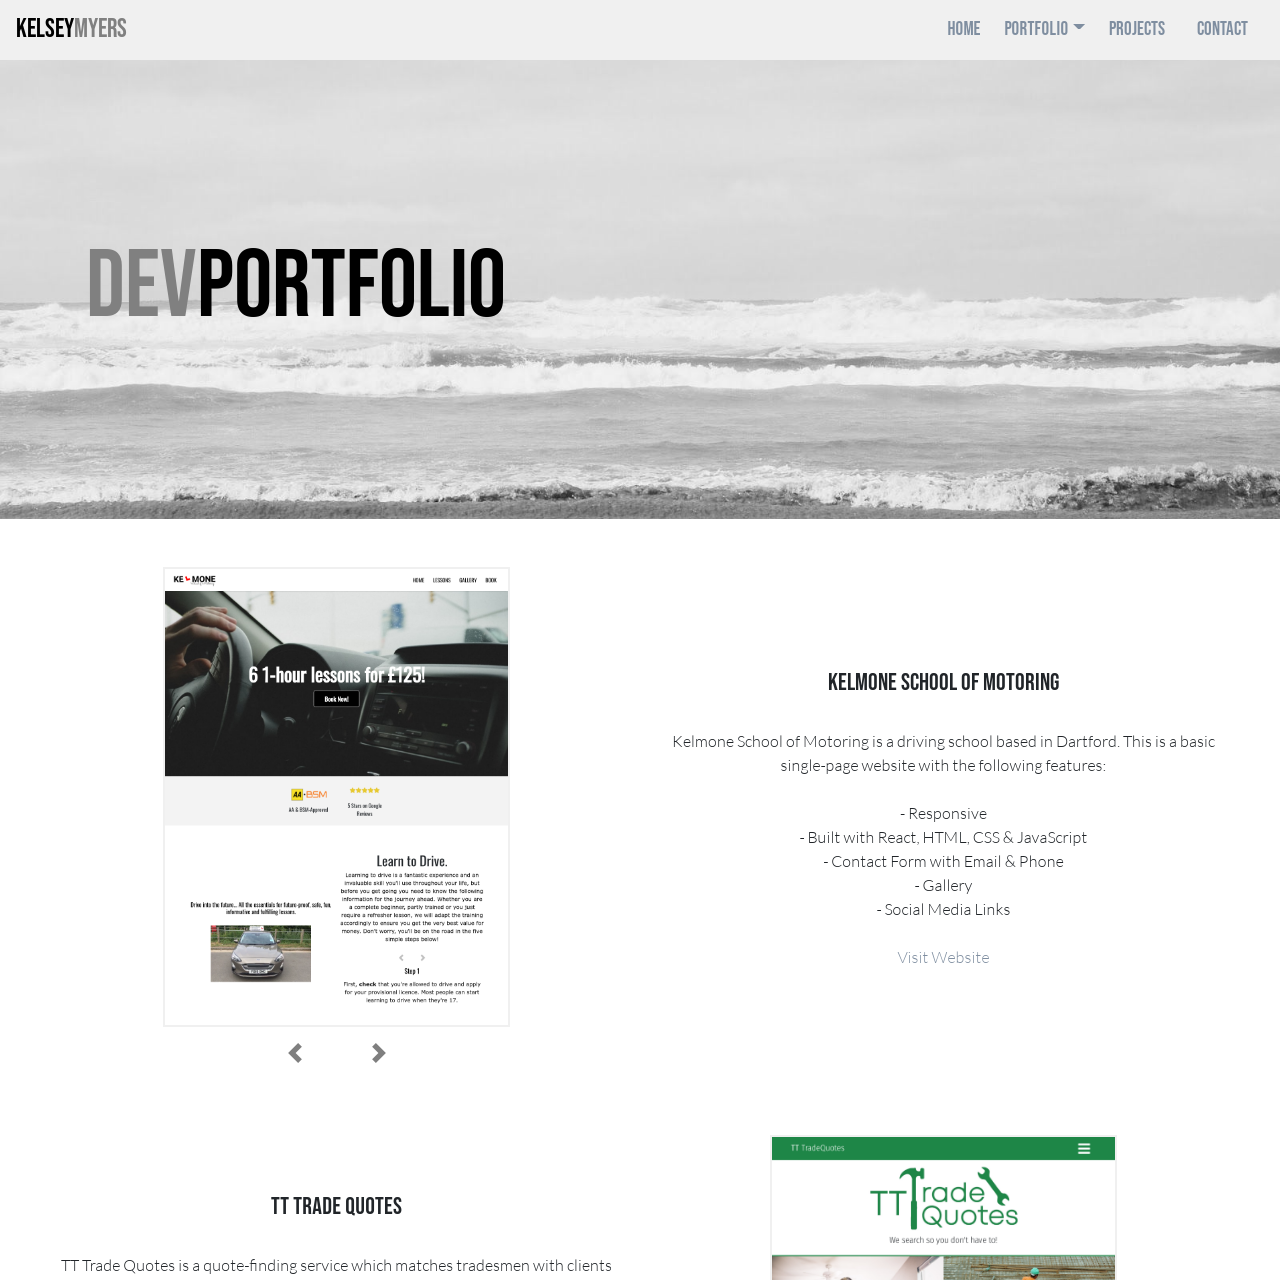 KELSEYMYERS
HOME PORTFOLIO PROJECTS CONTACT
DEVPORTFOLIO
KE MONE
HOME LESSONS GALLERY BOOK
6 1-hour lessons for £125!
Book Now!
AA BSM
AA & BSM-Approved
5 Stars on Google
Reviews
Drive into the future... All the essentials for future-proof, safe, fun,
informative and fulfilling lessons.
Learn to Drive.
Learning to drive is a fantastic experience and an
invaluable skill you'll use throughout your life, but
before you get going you need to know the following
information for the journey ahead. Whether you are
a complete beginner, partly trained or you just
require a refresher lesson, we will adapt the training
accordingly to ensure you get the very best value for
money. Don't worry, you'll be on the road in the five
simple steps below!
Step 1
First, check that you're allowed to drive and apply
for your provisional licence. Most people can start
learning to drive when they're 17.
KELMONE SCHOOL OF MOTORING
Kelmone School of Motoring is a driving school based in Dartford. This is a basic
single-page website with the following features:
- Responsive
- Built with React, HTML, CSS & JavaScript
- Contact Form with Email & Phone
- Gallery
- Social Media Links
Visit Website
TT TRADE QUOTES
TT Trade Quotes is a quote-finding service which matches tradesmen with clients
TT TradeQuotes
TT Trade
Quotes
We search so you don't have to!